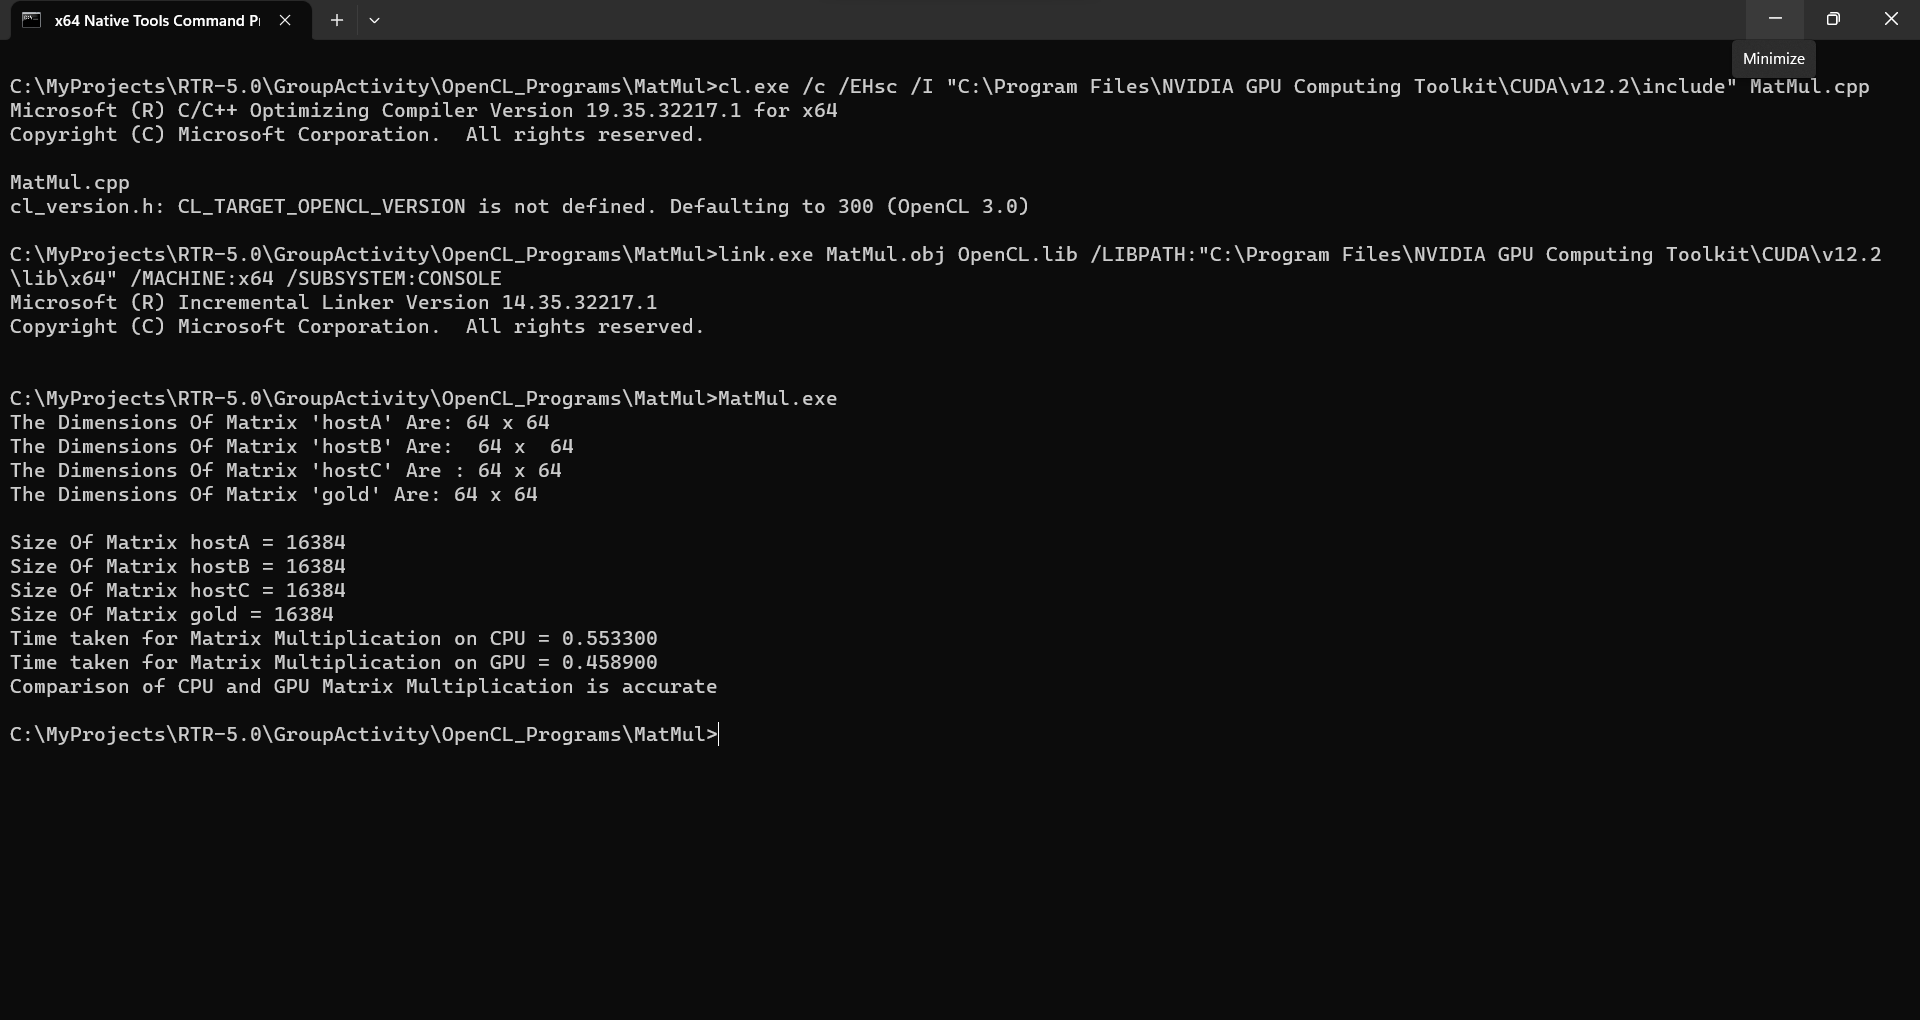 x64 Native Tools Command P
Minimize
C:\MyProjects\RTR-5.0\GroupActivity\OpenCL_Programs\MatMul>cl.exe /c /EHsc /I "C:\Program Files\NVIDIA GPU Computing Toolkit\CUDA\v12.2\include" MatMul.cpp
Microsoft (R) C/C++ Optimizing Compiler Version 19.35.32217.1 for x64
Copyright (C) Microsoft Corporation.  All rights reserved.
MatMul.cpp
cl_version.h: CL_TARGET_OPENCL_VERSION is not defined. Defaulting to 300 (OpenCL 3.0)
C:\MyProjects\RTR-5.0\GroupActivity\OpenCL_Programs\MatMul>link.exe MatMul.obj OpenCL.lib /LIBPATH:"C:\Program Files\NVIDIA GPU Computing Toolkit\CUDA\v12.2
\lib\x64" /MACHINE:x64 /SUBSYSTEM:CONSOLE
Microsoft (R) Incremental Linker Version 14.35.32217.1
Copyright (C) Microsoft Corporation.  All rights reserved.
C:\MyProjects\RTR-5.0\GroupActivity\OpenCL_Programs\MatMul>MatMul.exe
The Dimensions Of Matrix 'hostA' Are: 64 x 64
The Dimensions Of Matrix 'hostB' Are:  64 x  64
The Dimensions Of Matrix 'hostC' Are : 64 x 64
The Dimensions Of Matrix 'gold' Are: 64 x 64
Size Of Matrix hostA = 16384
Size Of Matrix hostB = 16384
Size Of Matrix hostC = 16384
Size Of Matrix gold = 16384
Time taken for Matrix Multiplication on CPU = 0.553300
Time taken for Matrix Multiplication on GPU = 0.458900
Comparison of CPU and GPU Matrix Multiplication is accurate
C:\MyProjects\RTR-5.0\GroupActivity\OpenCL_Programs\MatMul>